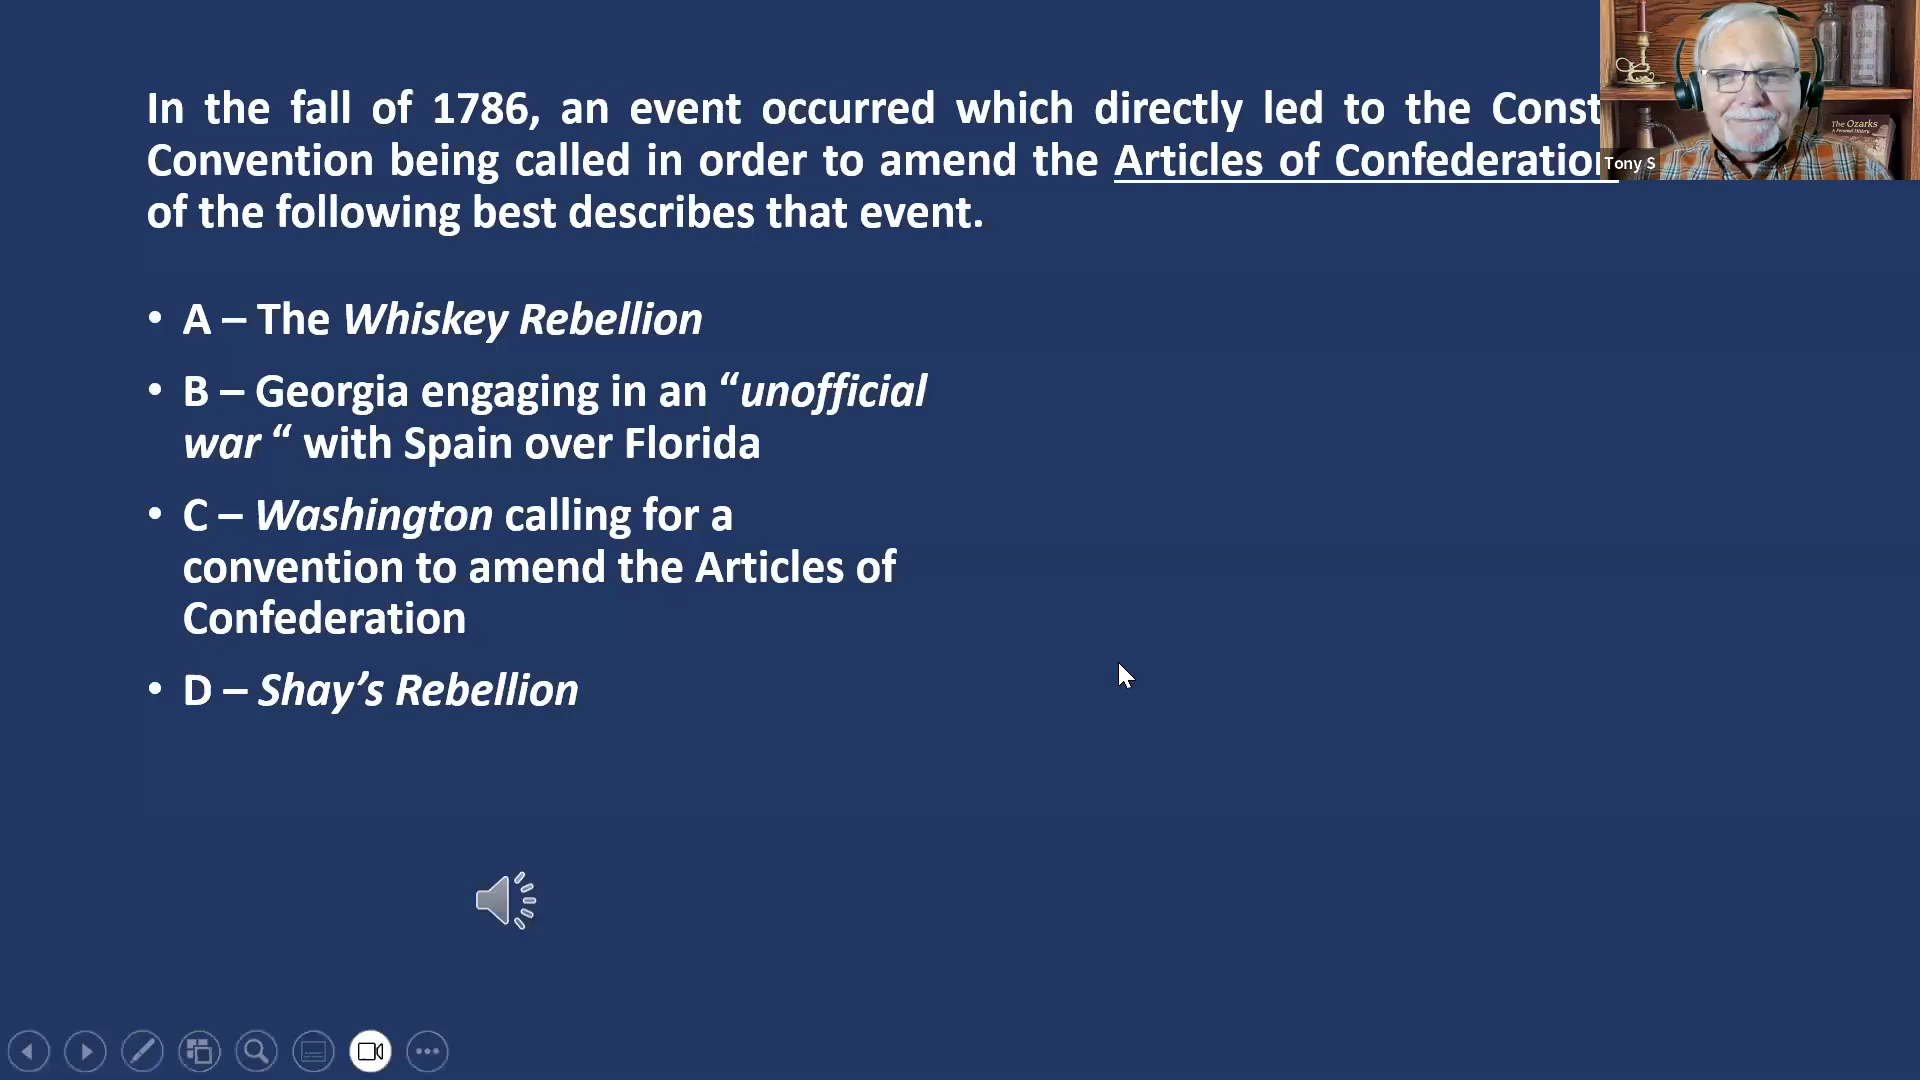 In the fall of 1786, an event occurred which directly led to the Const
Convention being called in order to amend the Articles of Confederation
of the following best describes that event.
• A – The Whiskey Rebellion
• B – Georgia engaging in an “unofficial
war “ with Spain over Florida
• C – Washington calling for a
convention to amend the Articles of
Confederation
• D – Shay’s Rebellion
Tony S
The Ozarks